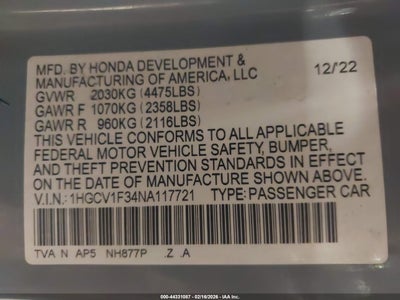 MFD. BY HONDA DEVELOPMENT &
MANUFACTURING OF AMERICA, LLC 12/22
GVWR 2030KG (4475LBS)
GAWR F 1070KG (2358LBS)
GAWR R 960KG (2116LBS)
THIS VEHICLE CONFORMS TO ALL APPLICABLE
FEDERAL MOTOR VEHICLE SAFETY, BUMPER,
AND THEFT PREVENTION STANDARDS IN EFFECT
ON THE DATE OF MANUFACTURE SHOWN ABOVE.
V.I.N.: 1HGCV1F34NA117721 TYPE: PASSENGER CAR
TVA N AP5 NH877P .Z .A
000-44331087 - 02/16/2026 - IAA Inc.